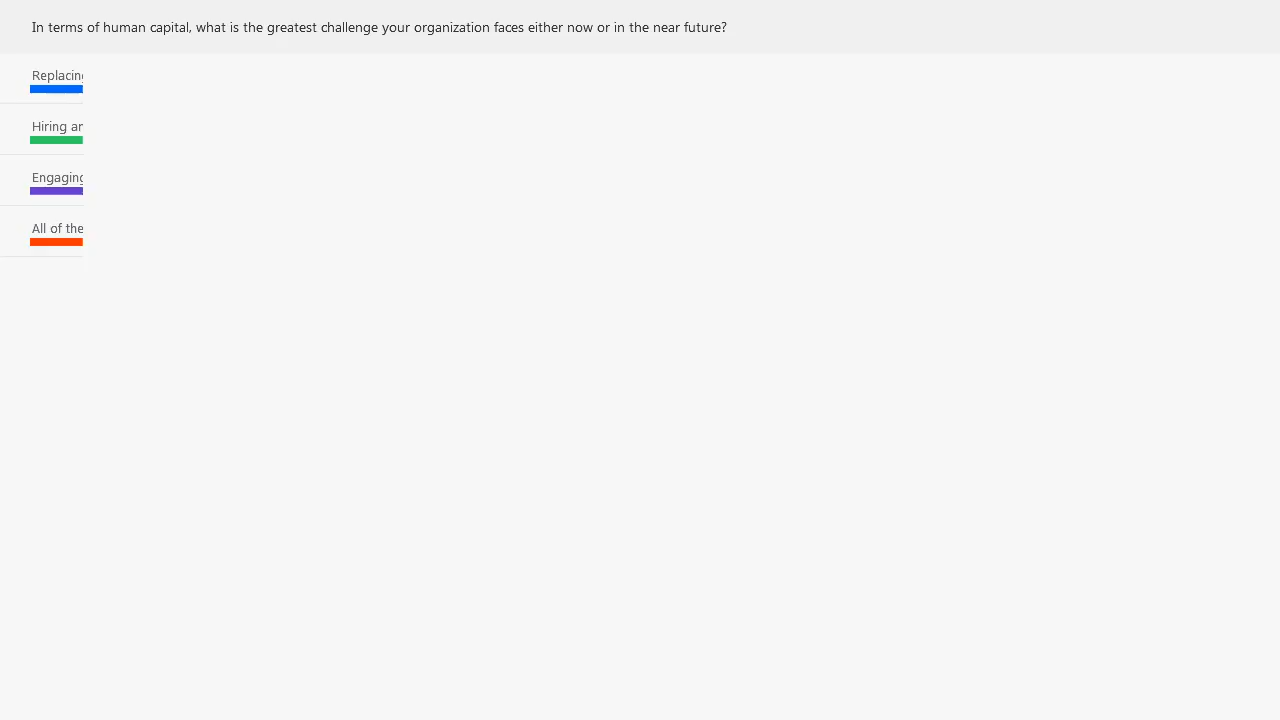 In terms of human capital, what is the greatest challenge your organization faces either now or in the near future?
Replacing
Hiring
Engaging
All of the